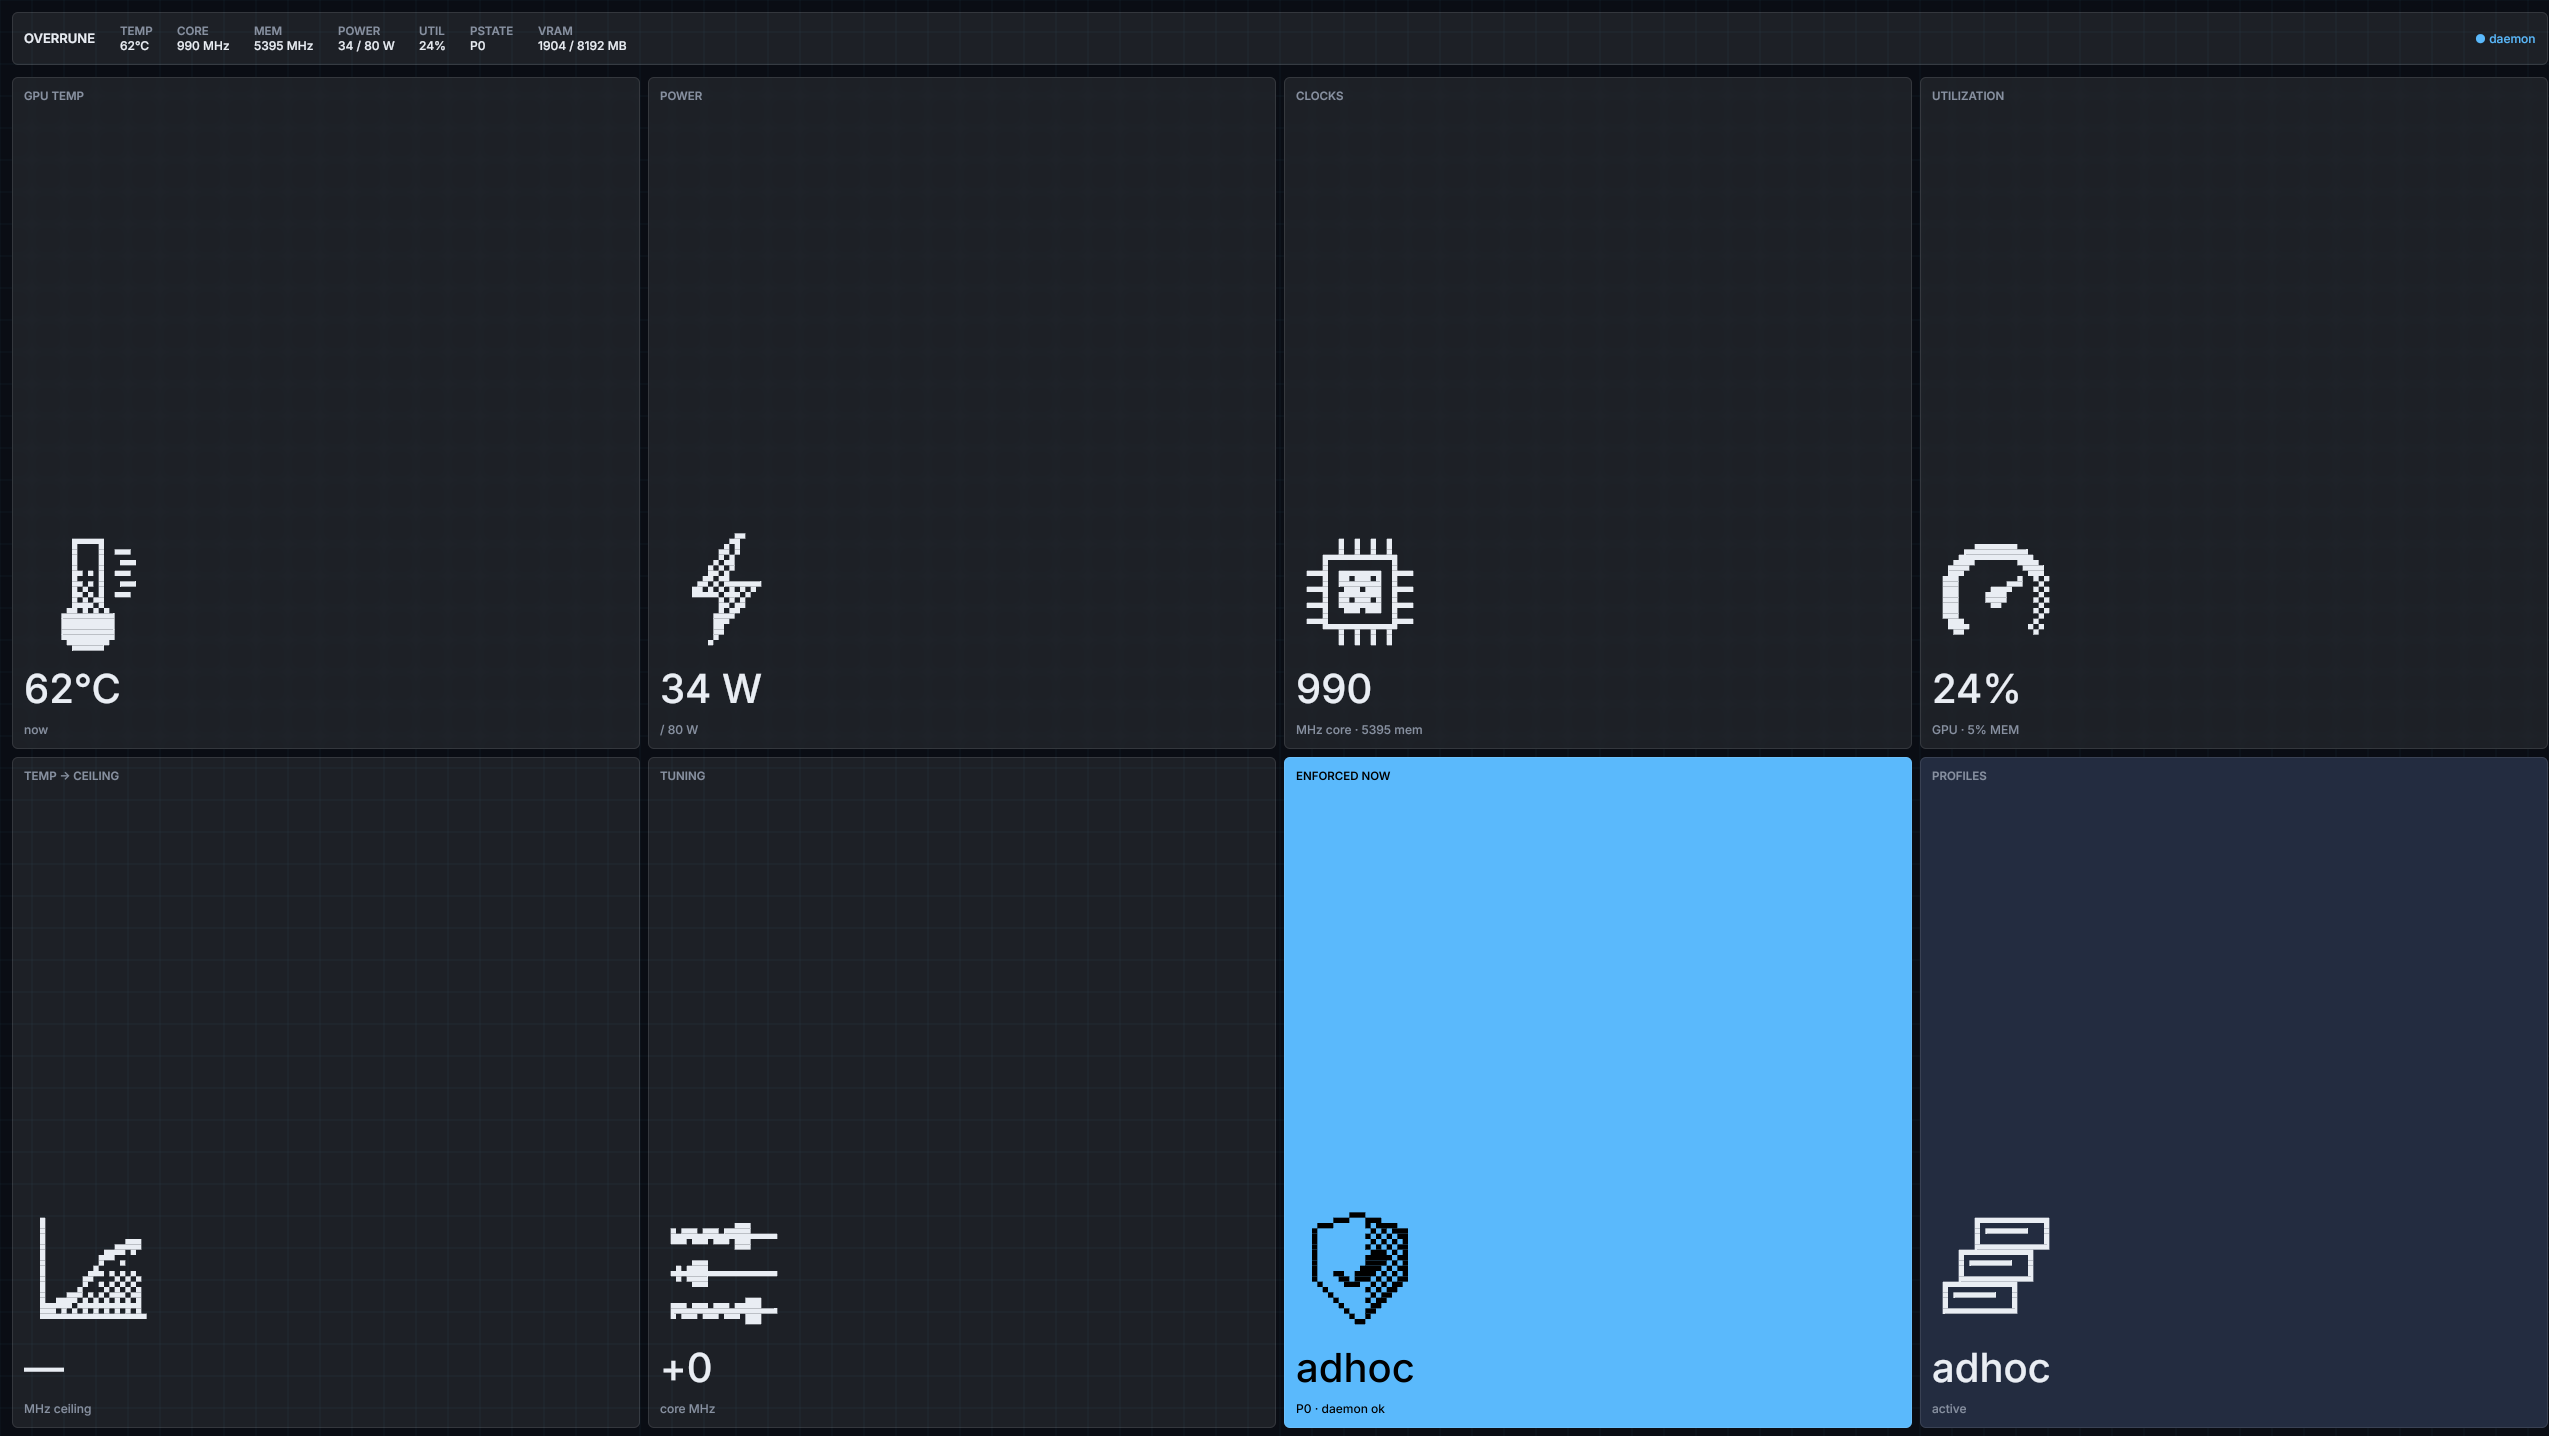 OVERRUNE
TEMP CORE MEM POWER UTIL PSTATE VRAM
62°C 990 MHz 5395 MHz 34 / 80 W 24% P0 1904 / 8192 MB
daemon
GPU TEMP
62°C
now
POWER
34 W
/ 80 W
CLOCKS
990
MHz core · 5395 mem
UTILIZATION
24%
GPU · 5% MEM
TEMP → CEILING
—
MHz ceiling
TUNING
+0
core MHz
ENFORCED NOW
adhoc
P0 · daemon ok
PROFILES
adhoc
active